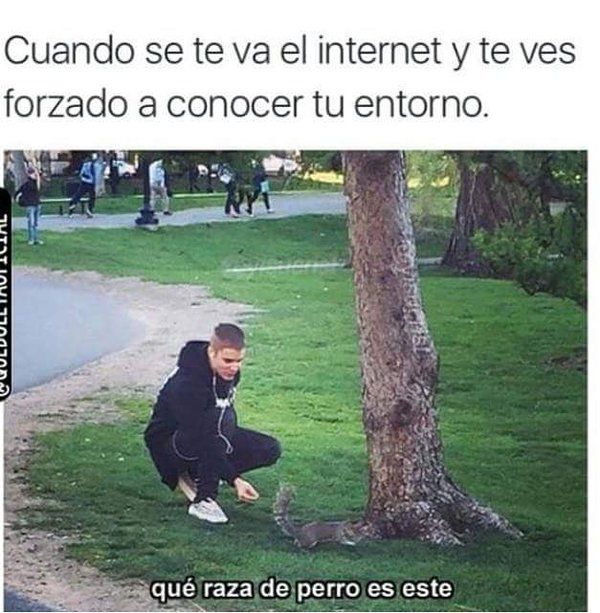 Cuando se te va el internet y te ves
forzado a conocer tu entorno.
qué raza de perro es este